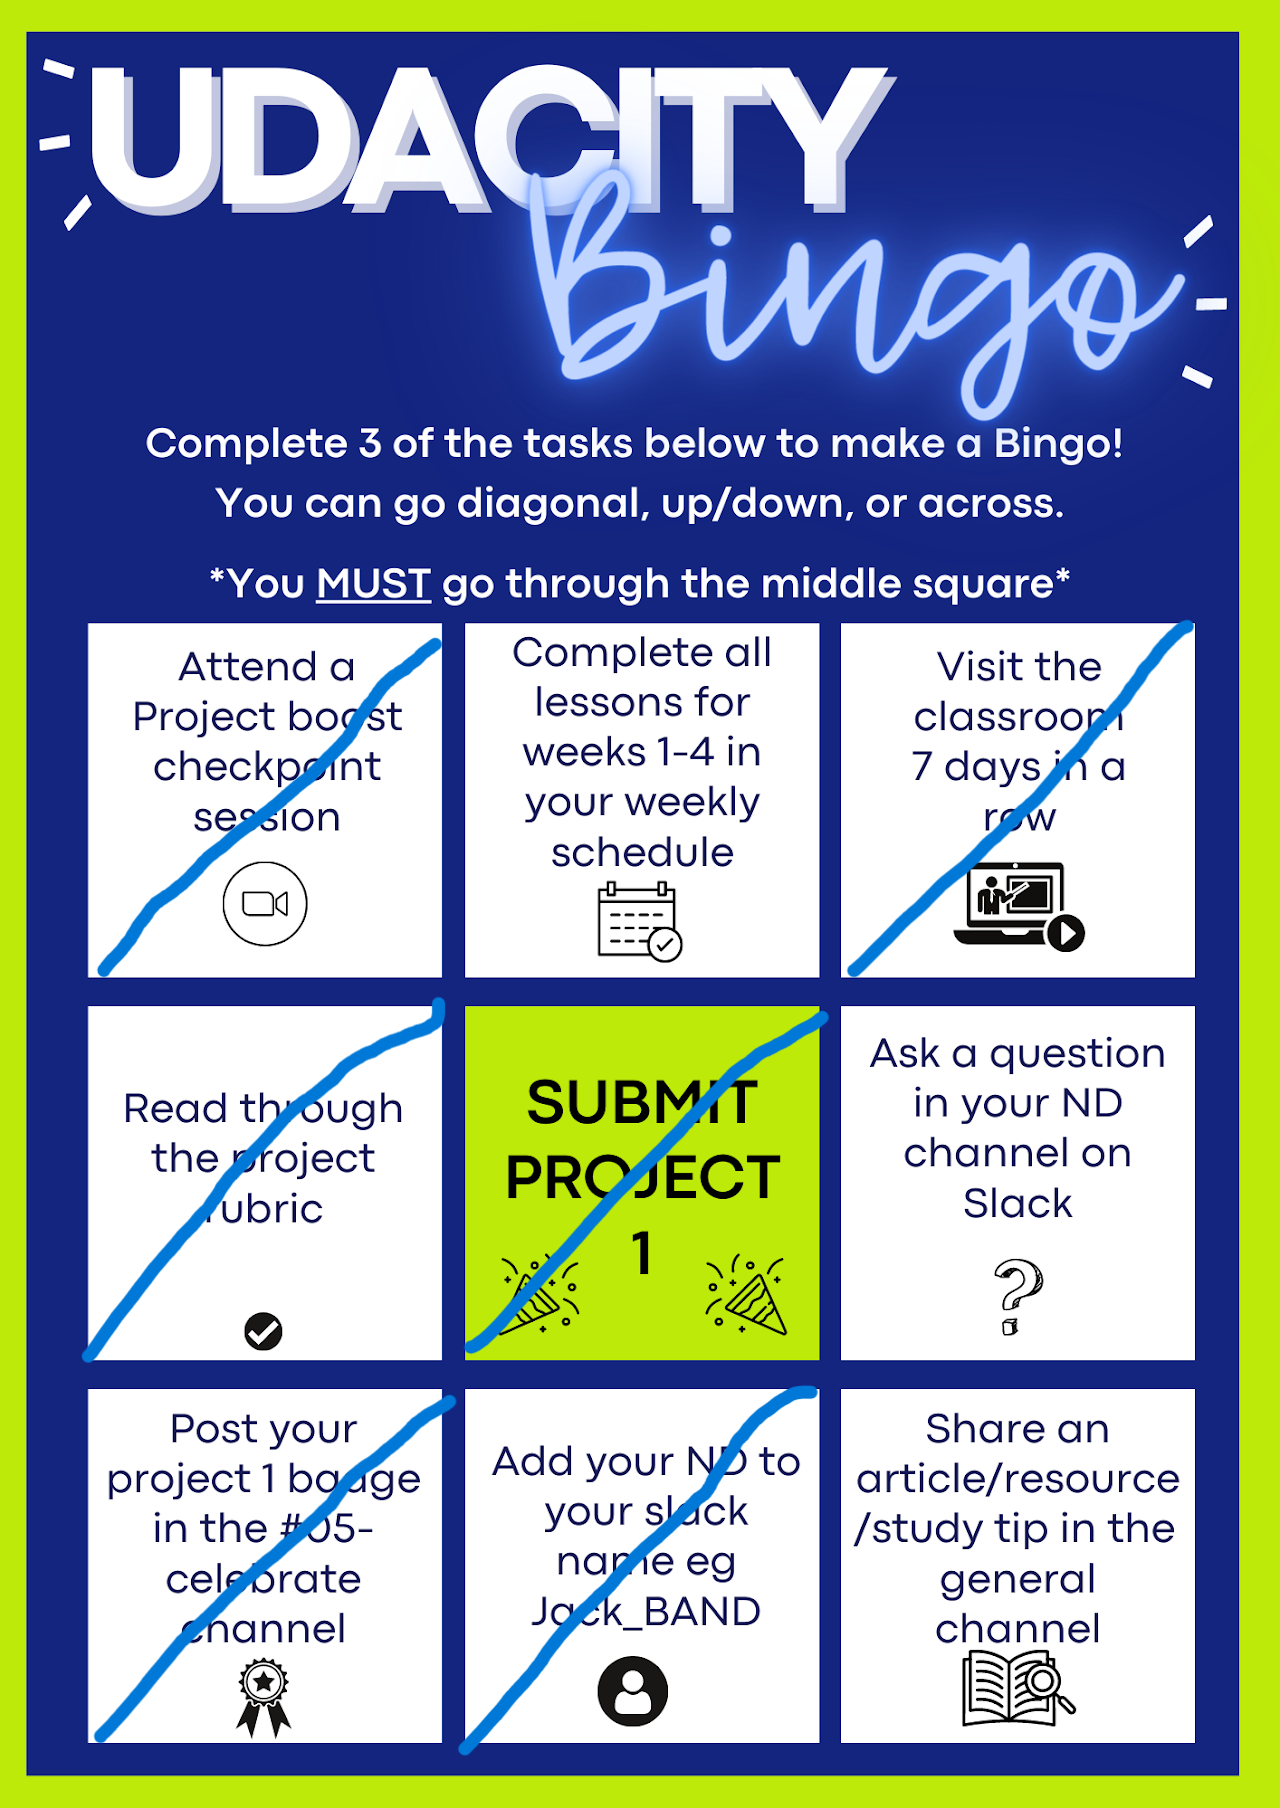 UDACITY
Bingo
Complete 3 of the tasks below to make a Bingo!
You can go diagonal, up/down, or across.
*You MUST go through the middle square*
Attend a
Project boost
checkpoint
session
Complete all
lessons for
weeks 1-4 in
your weekly
schedule
Visit the
classroom
7 days in a
row
Read through
the project
rubric
SUBMIT
PROJECT
1
Ask a question
in your ND
channel on
Slack
Post your
project 1 badge
in the #05-
celebrate
channel
Add your ND to
your slack
name eg
Jack_BAND
Share an
article/resource
/study tip in the
general
channel